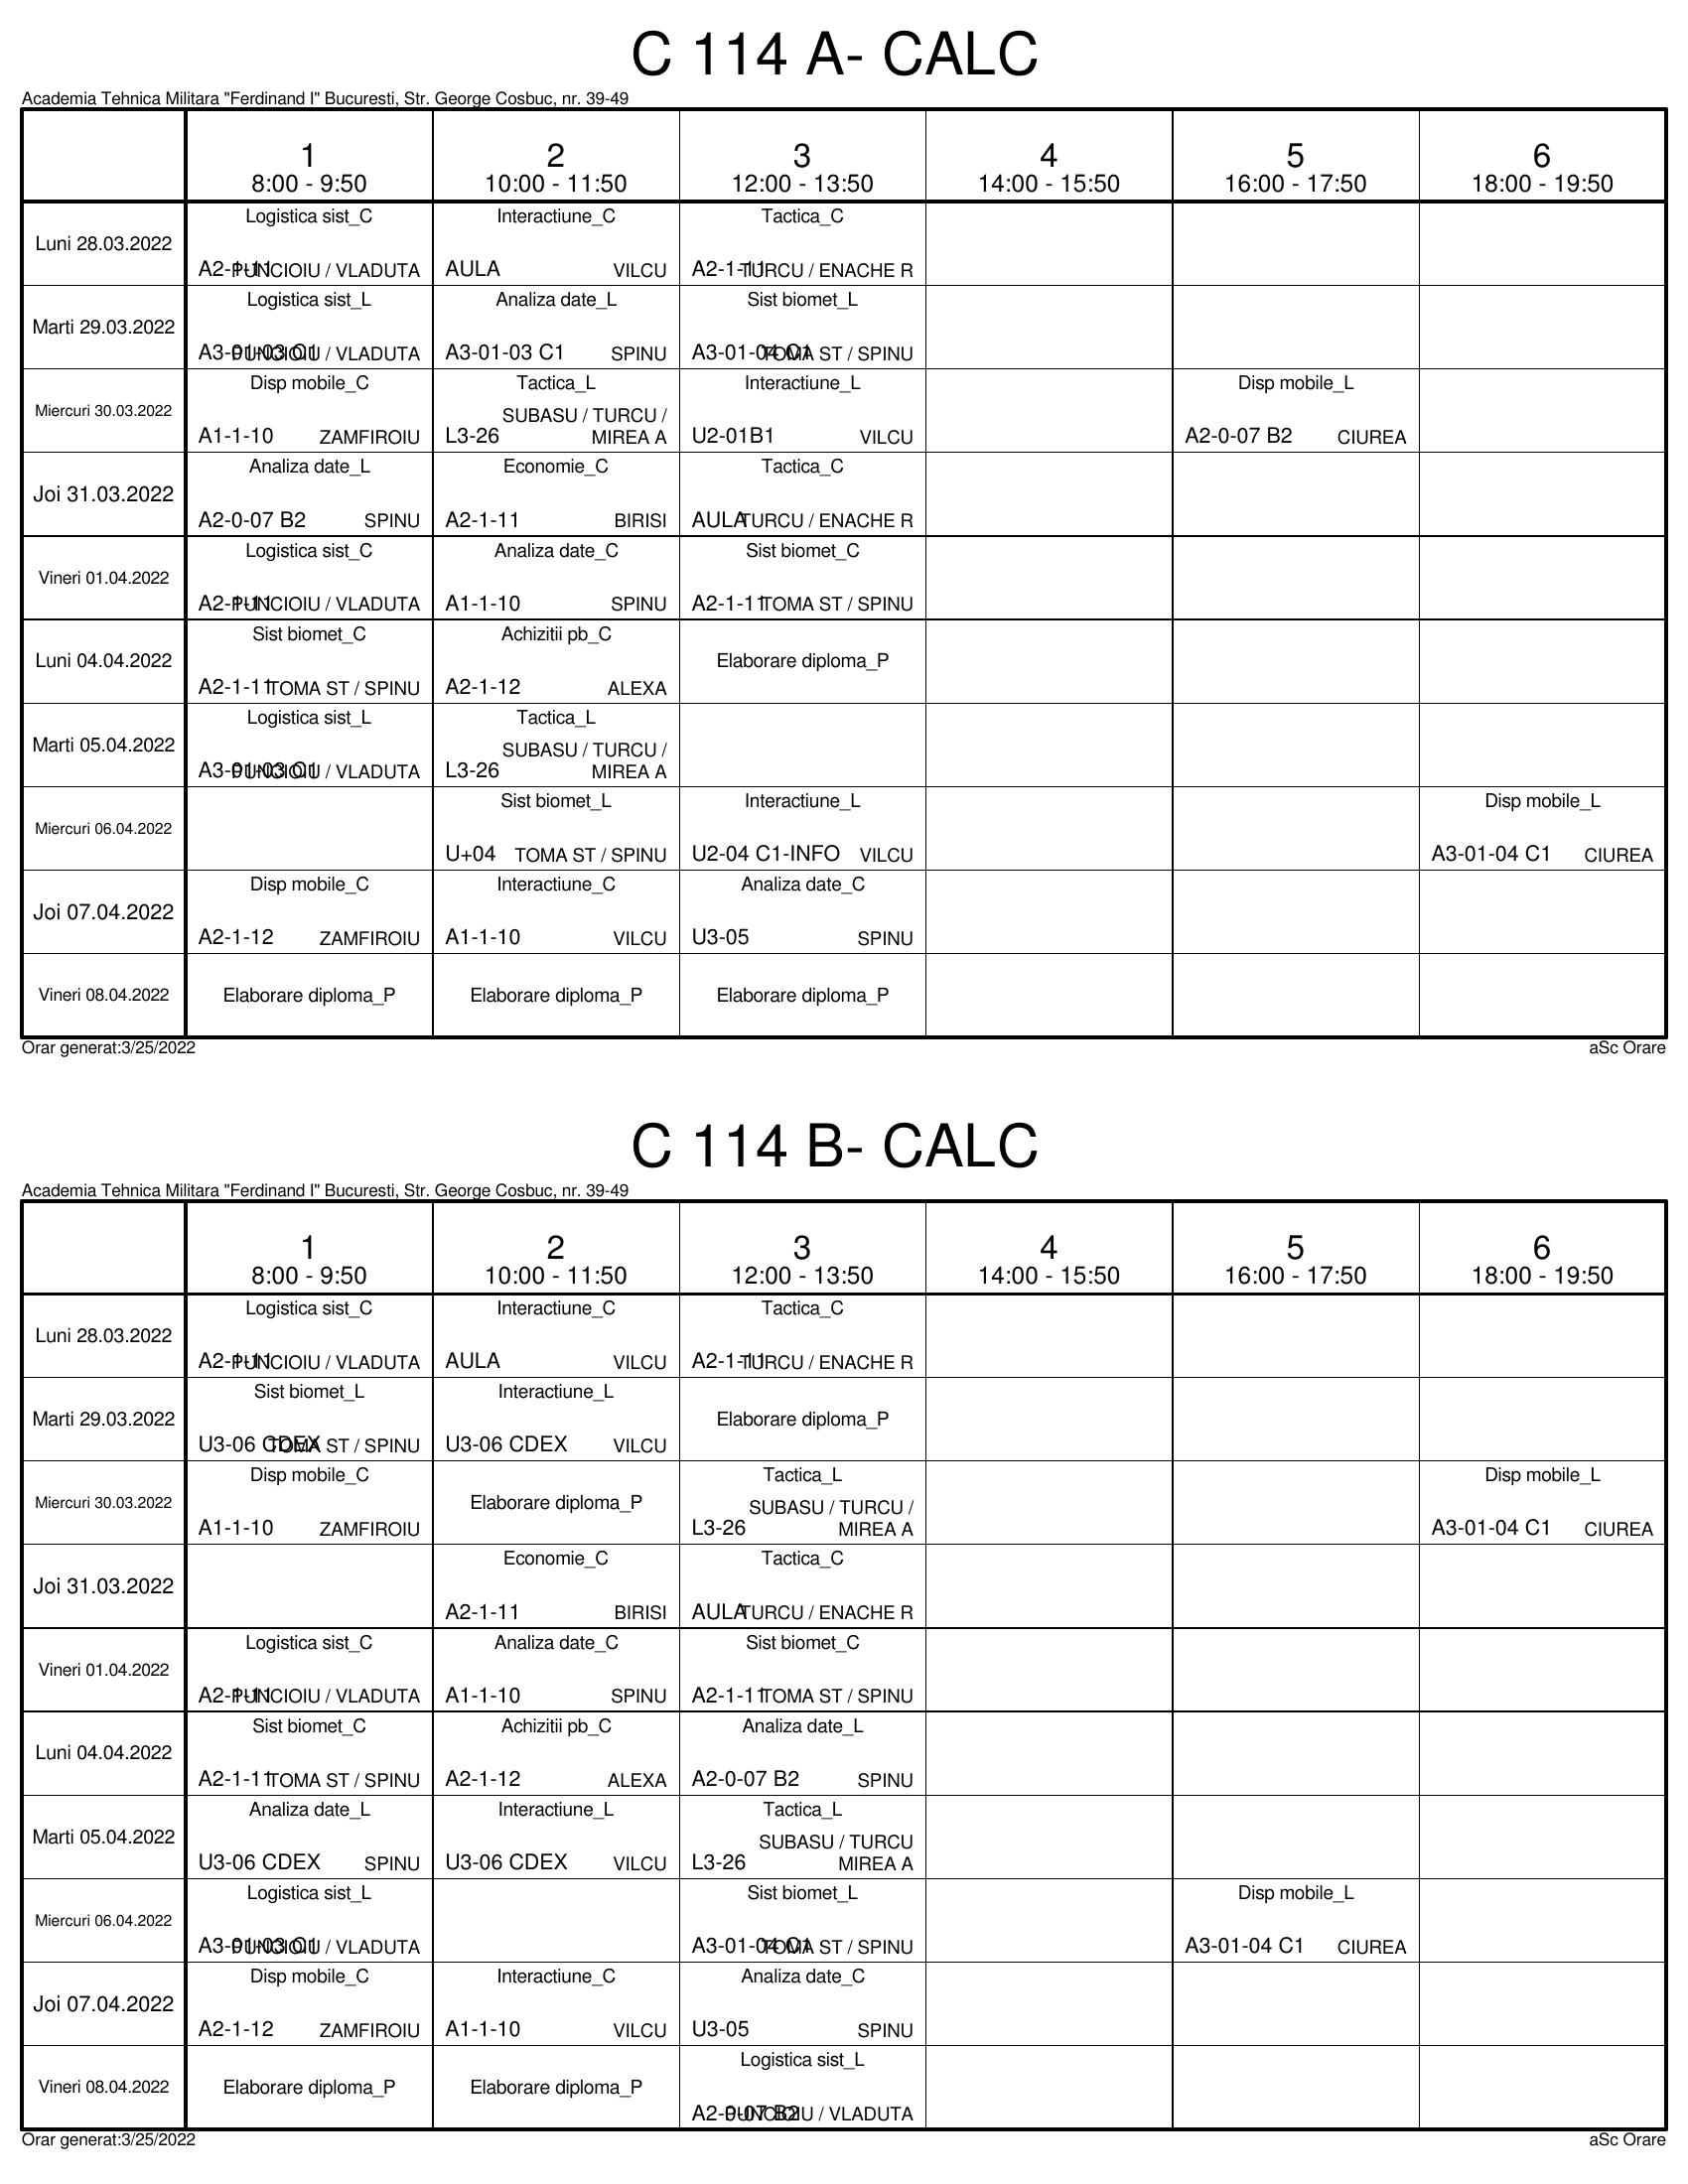 C 114 A- CALC
Academia Tehnica Militara "Ferdinand I" Bucuresti, Str. George Cosbuc, nr. 39-49
1 2 3 4 5 6
8:00 - 9:50 10:00 - 11:50 12:00 - 13:50 14:00 - 15:50 16:00 - 17:50 18:00 - 19:50
Luni 28.03.2022
Logistica sist_C
A2-1-11 PUNCIOIU / VLADUTA
Interactiune_C
AULA VILCU
Tactica_C
A2-1-11 TURCU / ENACHE R
Marti 29.03.2022
Logistica sist_L
A3-01-03 C1 PUNCIOIU / VLADUTA
Analiza date_L
A3-01-03 C1 SPINU
Sist biomet_L
A3-01-04 C1 TOMA ST / SPINU
Miercuri 30.03.2022
Disp mobile_C
A1-1-10 ZAMFIROIU
Tactica_L
SUBASU / TURCU /
L3-26 MIREA A
Interactiune_L
U2-01B1 VILCU
Disp mobile_L
A2-0-07 B2 CIUREA
Joi 31.03.2022
Analiza date_L
A2-0-07 B2 SPINU
Economie_C
A2-1-11 BIRISI
Tactica_C
AULA TURCU / ENACHE R
Vineri 01.04.2022
Logistica sist_C
A2-1-11 PUNCIOIU / VLADUTA
Analiza date_C
A1-1-10 SPINU
Sist biomet_C
A2-1-11 TOMA ST / SPINU
Luni 04.04.2022
Sist biomet_C
A2-1-11 TOMA ST / SPINU
Achizitii pb_C
A2-1-12 ALEXA
Elaborare diploma_P
Marti 05.04.2022
Logistica sist_L
A3-01-03 C1 PUNCIOIU / VLADUTA
Tactica_L
SUBASU / TURCU /
L3-26 MIREA A
Miercuri 06.04.2022
Sist biomet_L
U+04 TOMA ST / SPINU
Interactiune_L
U2-04 C1-INFO VILCU
Disp mobile_L
A3-01-04 C1 CIUREA
Joi 07.04.2022
Disp mobile_C
A2-1-12 ZAMFIROIU
Interactiune_C
A1-1-10 VILCU
Analiza date_C
U3-05 SPINU
Vineri 08.04.2022
Elaborare diploma_P
Elaborare diploma_P
Elaborare diploma_P
Orar generat:3/25/2022 aSc Orare
C 114 B- CALC
Academia Tehnica Militara "Ferdinand I" Bucuresti, Str. George Cosbuc, nr. 39-49
1 2 3 4 5 6
8:00 - 9:50 10:00 - 11:50 12:00 - 13:50 14:00 - 15:50 16:00 - 17:50 18:00 - 19:50
Luni 28.03.2022
Logistica sist_C
A2-1-11 PUNCIOIU / VLADUTA
Interactiune_C
AULA VILCU
Tactica_C
A2-1-11 TURCU / ENACHE R
Marti 29.03.2022
Sist biomet_L
U3-06 CDEX TOMA ST / SPINU
Interactiune_L
U3-06 CDEX VILCU
Elaborare diploma_P
Miercuri 30.03.2022
Disp mobile_C
A1-1-10 ZAMFIROIU
Elaborare diploma_P
Tactica_L
SUBASU / TURCU /
L3-26 MIREA A
Disp mobile_L
A3-01-04 C1 CIUREA
Joi 31.03.2022
Economie_C
A2-1-11 BIRISI
Tactica_C
AULA TURCU / ENACHE R
Vineri 01.04.2022
Logistica sist_C
A2-1-11 PUNCIOIU / VLADUTA
Analiza date_C
A1-1-10 SPINU
Sist biomet_C
A2-1-11 TOMA ST / SPINU
Luni 04.04.2022
Sist biomet_C
A2-1-11 TOMA ST / SPINU
Achizitii pb_C
A2-1-12 ALEXA
Analiza date_L
A2-0-07 B2 SPINU
Marti 05.04.2022
Analiza date_L
U3-06 CDEX SPINU
Interactiune_L
U3-06 CDEX VILCU
Tactica_L
SUBASU / TURCU
L3-26 MIREA A
Miercuri 06.04.2022
Logistica sist_L
A3-01-03 C1 PUNCIOIU / VLADUTA
Sist biomet_L
A3-01-04 C1 TOMA ST / SPINU
Disp mobile_L
A3-01-04 C1 CIUREA
Joi 07.04.2022
Disp mobile_C
A2-1-12 ZAMFIROIU
Interactiune_C
A1-1-10 VILCU
Analiza date_C
U3-05 SPINU
Vineri 08.04.2022
Elaborare diploma_P
Elaborare diploma_P
Logistica sist_L
A2-0-07 B2 PUNCIOIU / VLADUTA
Orar generat:3/25/2022 aSc Orare